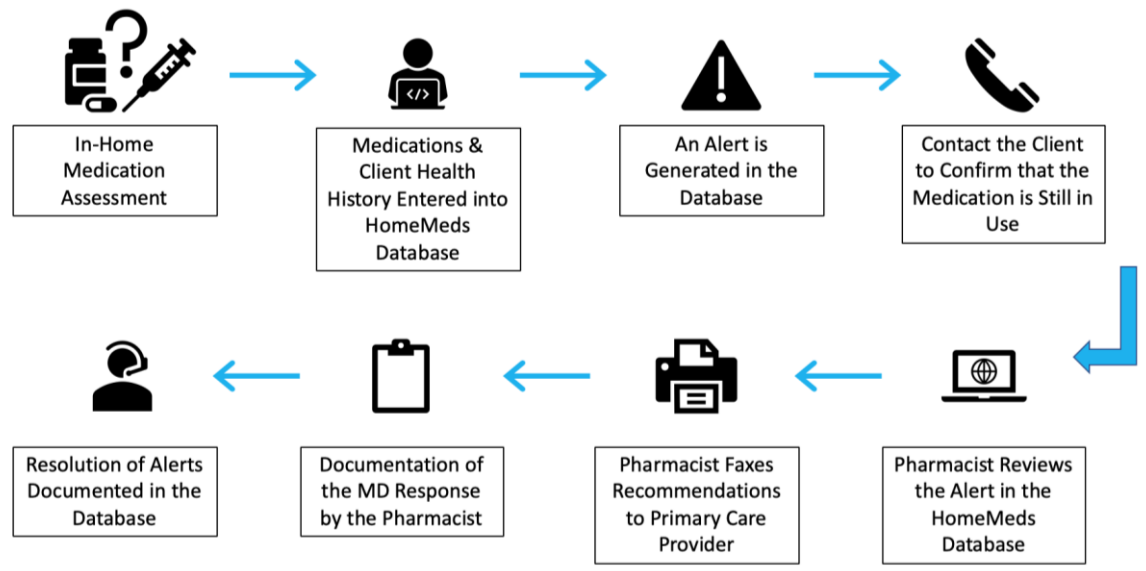 In-Home
Medication
Assessment
Medications &
Client Health
History Entered into
HomeMeds
Database
An Alert is
Generated in the
Database
Contact the Client
to Confirm that the
Medication is Still in
Use
Resolution of Alerts
Documented in the
Database
Documentation of
the MD Response
by the Pharmacist
Pharmacist Faxes
Recommendations
to Primary Care
Provider
Pharmacist Reviews
the Alert in the
HomeMeds
Database